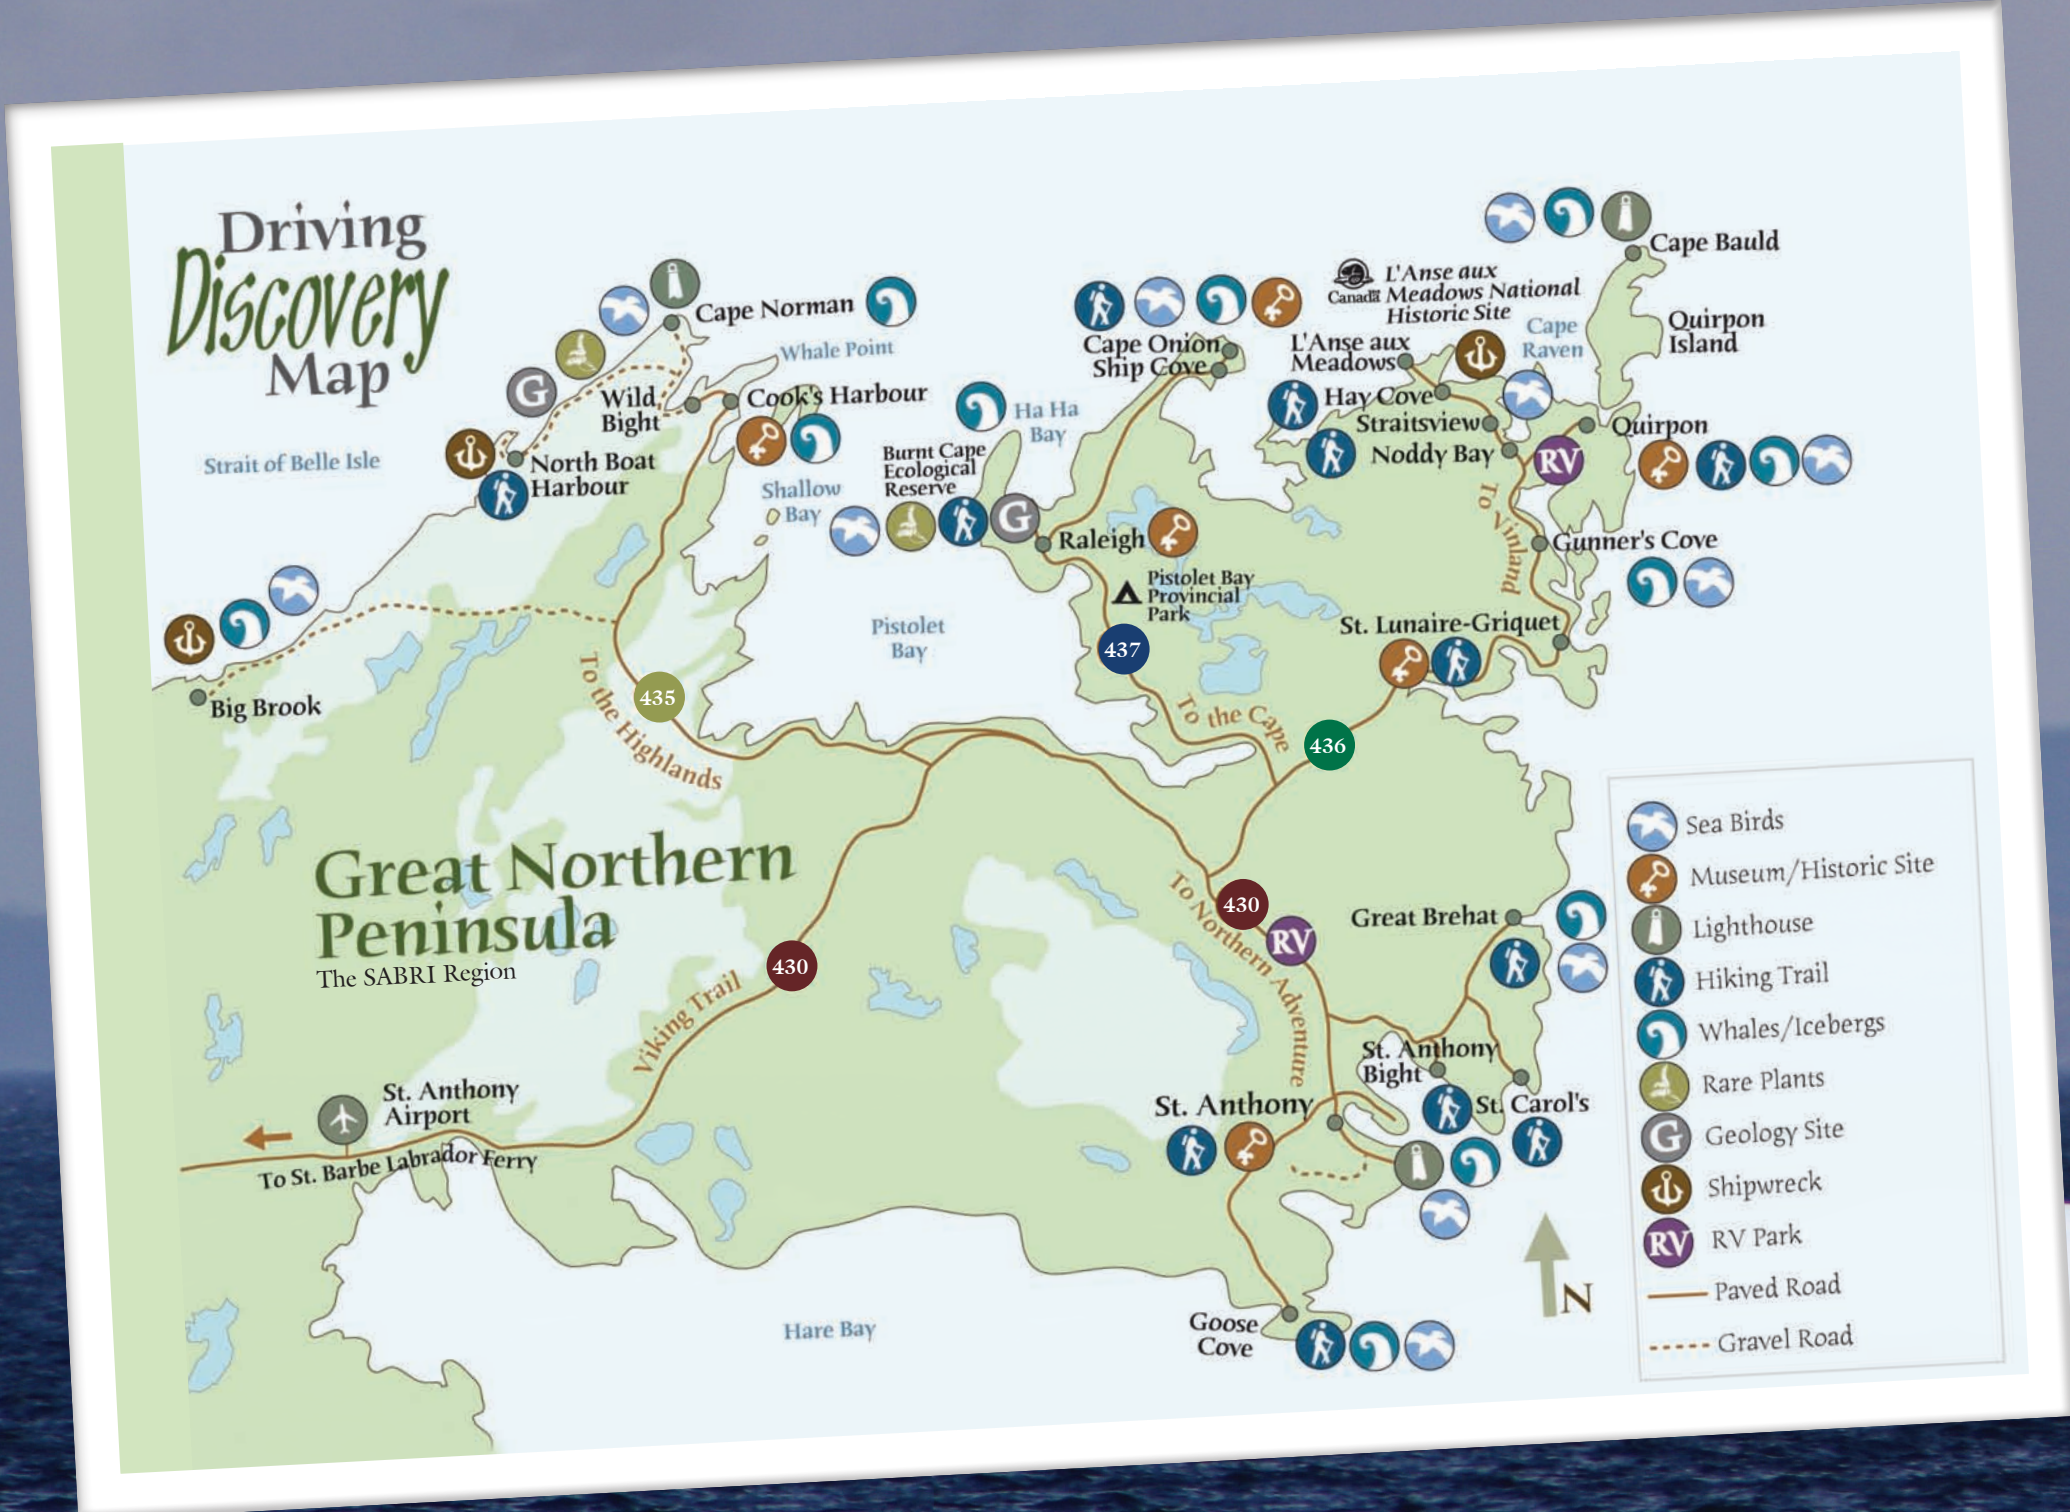 Driving
Discovery
Map
Cape Bauld
Quirpon
Island
Cape Norman
Whale Point
Wild
Bight
Cook's Harbour
G
North Boat
Harbour
Strait of Belle Isle
Shallow
Bay
Big Brook
Cape Onion
Ship Cove
Ha Ha
Bay
Burnt Cape
Ecological
Reserve
G
Raleigh
Pistolet Bay
Provincial
Park
Pistolet
Bay
Canada
L'Anse aux
Meadows National
Historic Site
L'Anse aux
Meadows
Cape
Raven
Hay Cove
Straitsview
Noddy Bay
RV
Quirpon
To Vinland
Gunner's Cove
St. Lunaire-Griquet
437
To the Cape
436
435
To the Highlands
Great Northern
Peninsula
The SABRI Region
430
Viking Trail
430
RV
To Northern Adventure
Great Brehat
St. Anthony
Bight
St. Carol's
St. Anthony
St. Anthony
Airport
To St. Barbe Labrador Ferry
Goose
Cove
Hare Bay
N
Sea Birds
Museum/Historic Site
Lighthouse
Hiking Trail
Whales/Icebergs
Rare Plants
G Geology Site
Shipwreck
RV RV Park
Paved Road
Gravel Road